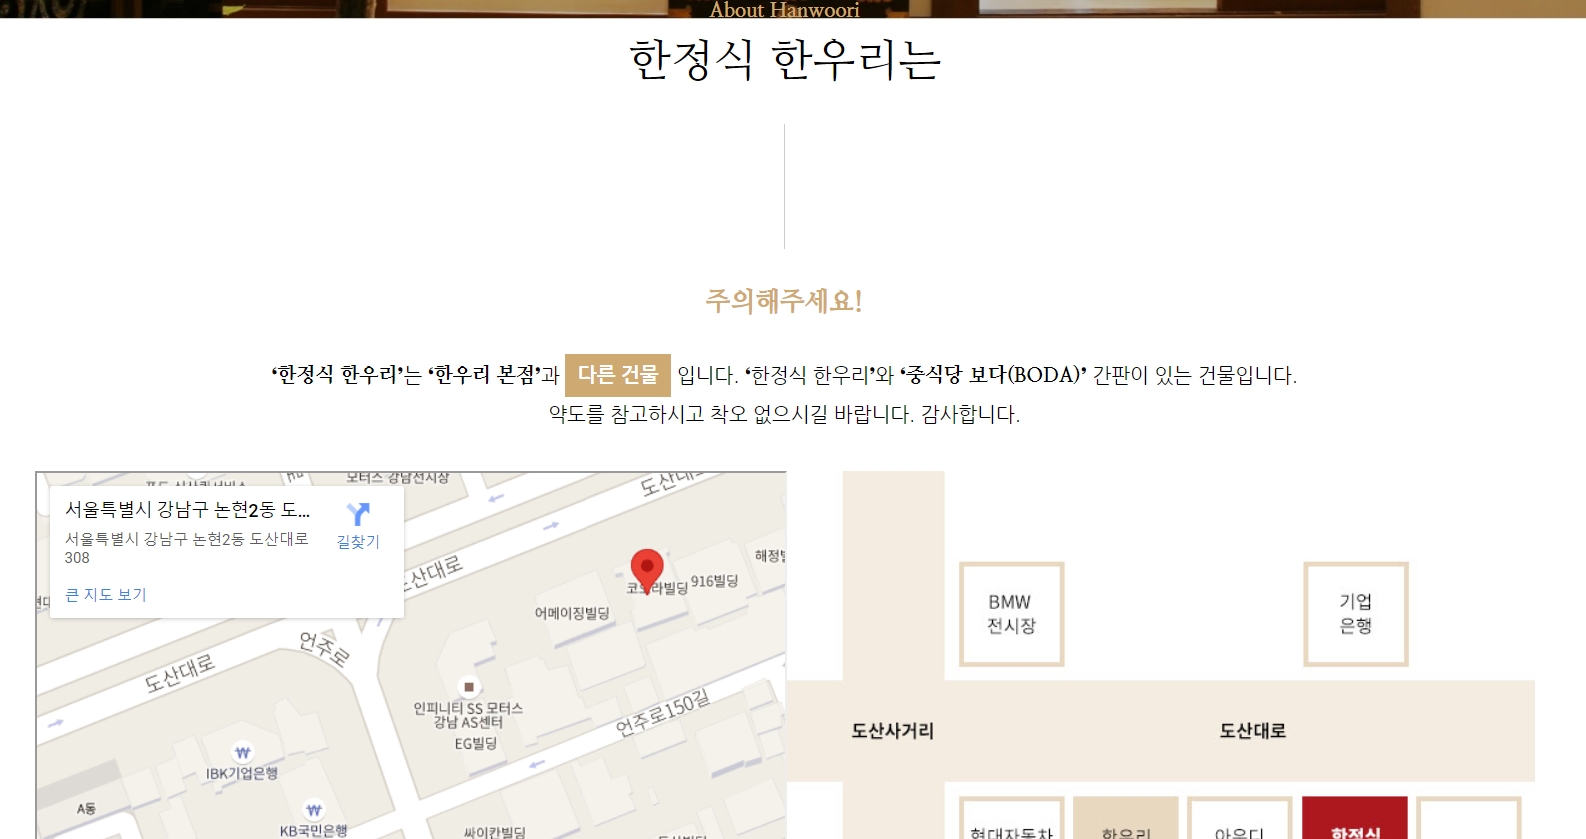 About Hanwoori
한정식 한우리는
주의해주세요!
‘한정식 한우리’는 ‘한우리 본점’과 다른 건물 입니다. ‘한정식 한우리’와 ‘중식당 보다(BODA)’ 간판이 있는 건물입니다.
약도를 참고하시고 착오 없으시길 바랍니다. 감사합니다.
모터스 강남전시장
도산대로
서울특별시 강남구 논현2동 도...
서울특별시 강남구 논현2동 도산대로
308
길찾기
큰 지도 보기
도산대로
916빌딩
어메이징빌딩
언주로
도산대로
인피니티 SS 모터스
강남 AS센터
EG빌딩
언주로150길
IBK기업은행
A동
KB국민은행
싸이칸빌딩
BMW
전시장
기업
은행
도산사거리
도산대로
현대자동차
한우리
아우디
한정식